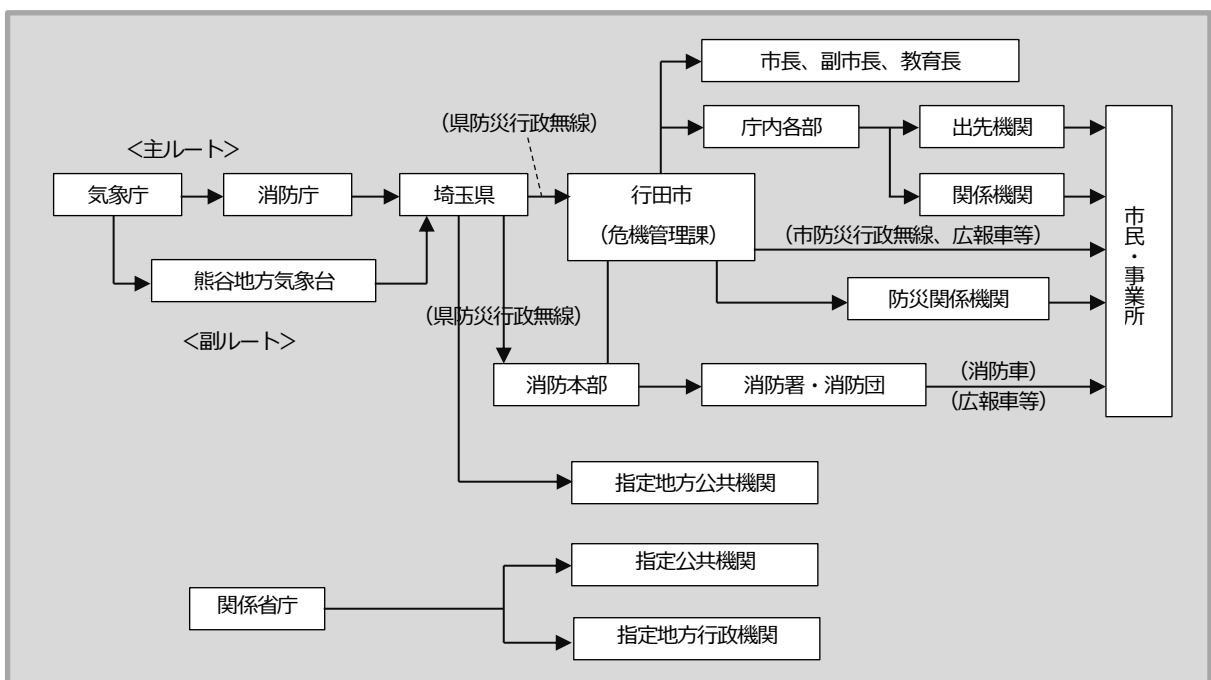 市長、副市長、教育長
(県防災行政無線)
庁内各部
出先機関
<主ルート>
気象庁
消防庁
埼玉県
行田市
(危機管理課)
関係機関
市民・事業所
(市防災行政無線、広報車等)
熊谷地方気象台
防災関係機関
(県防災行政無線)
<副ルート>
消防本部
消防署・消防団
(消防車)
(広報車等)
指定地方公共機関
指定公共機関
関係省庁
指定地方行政機関